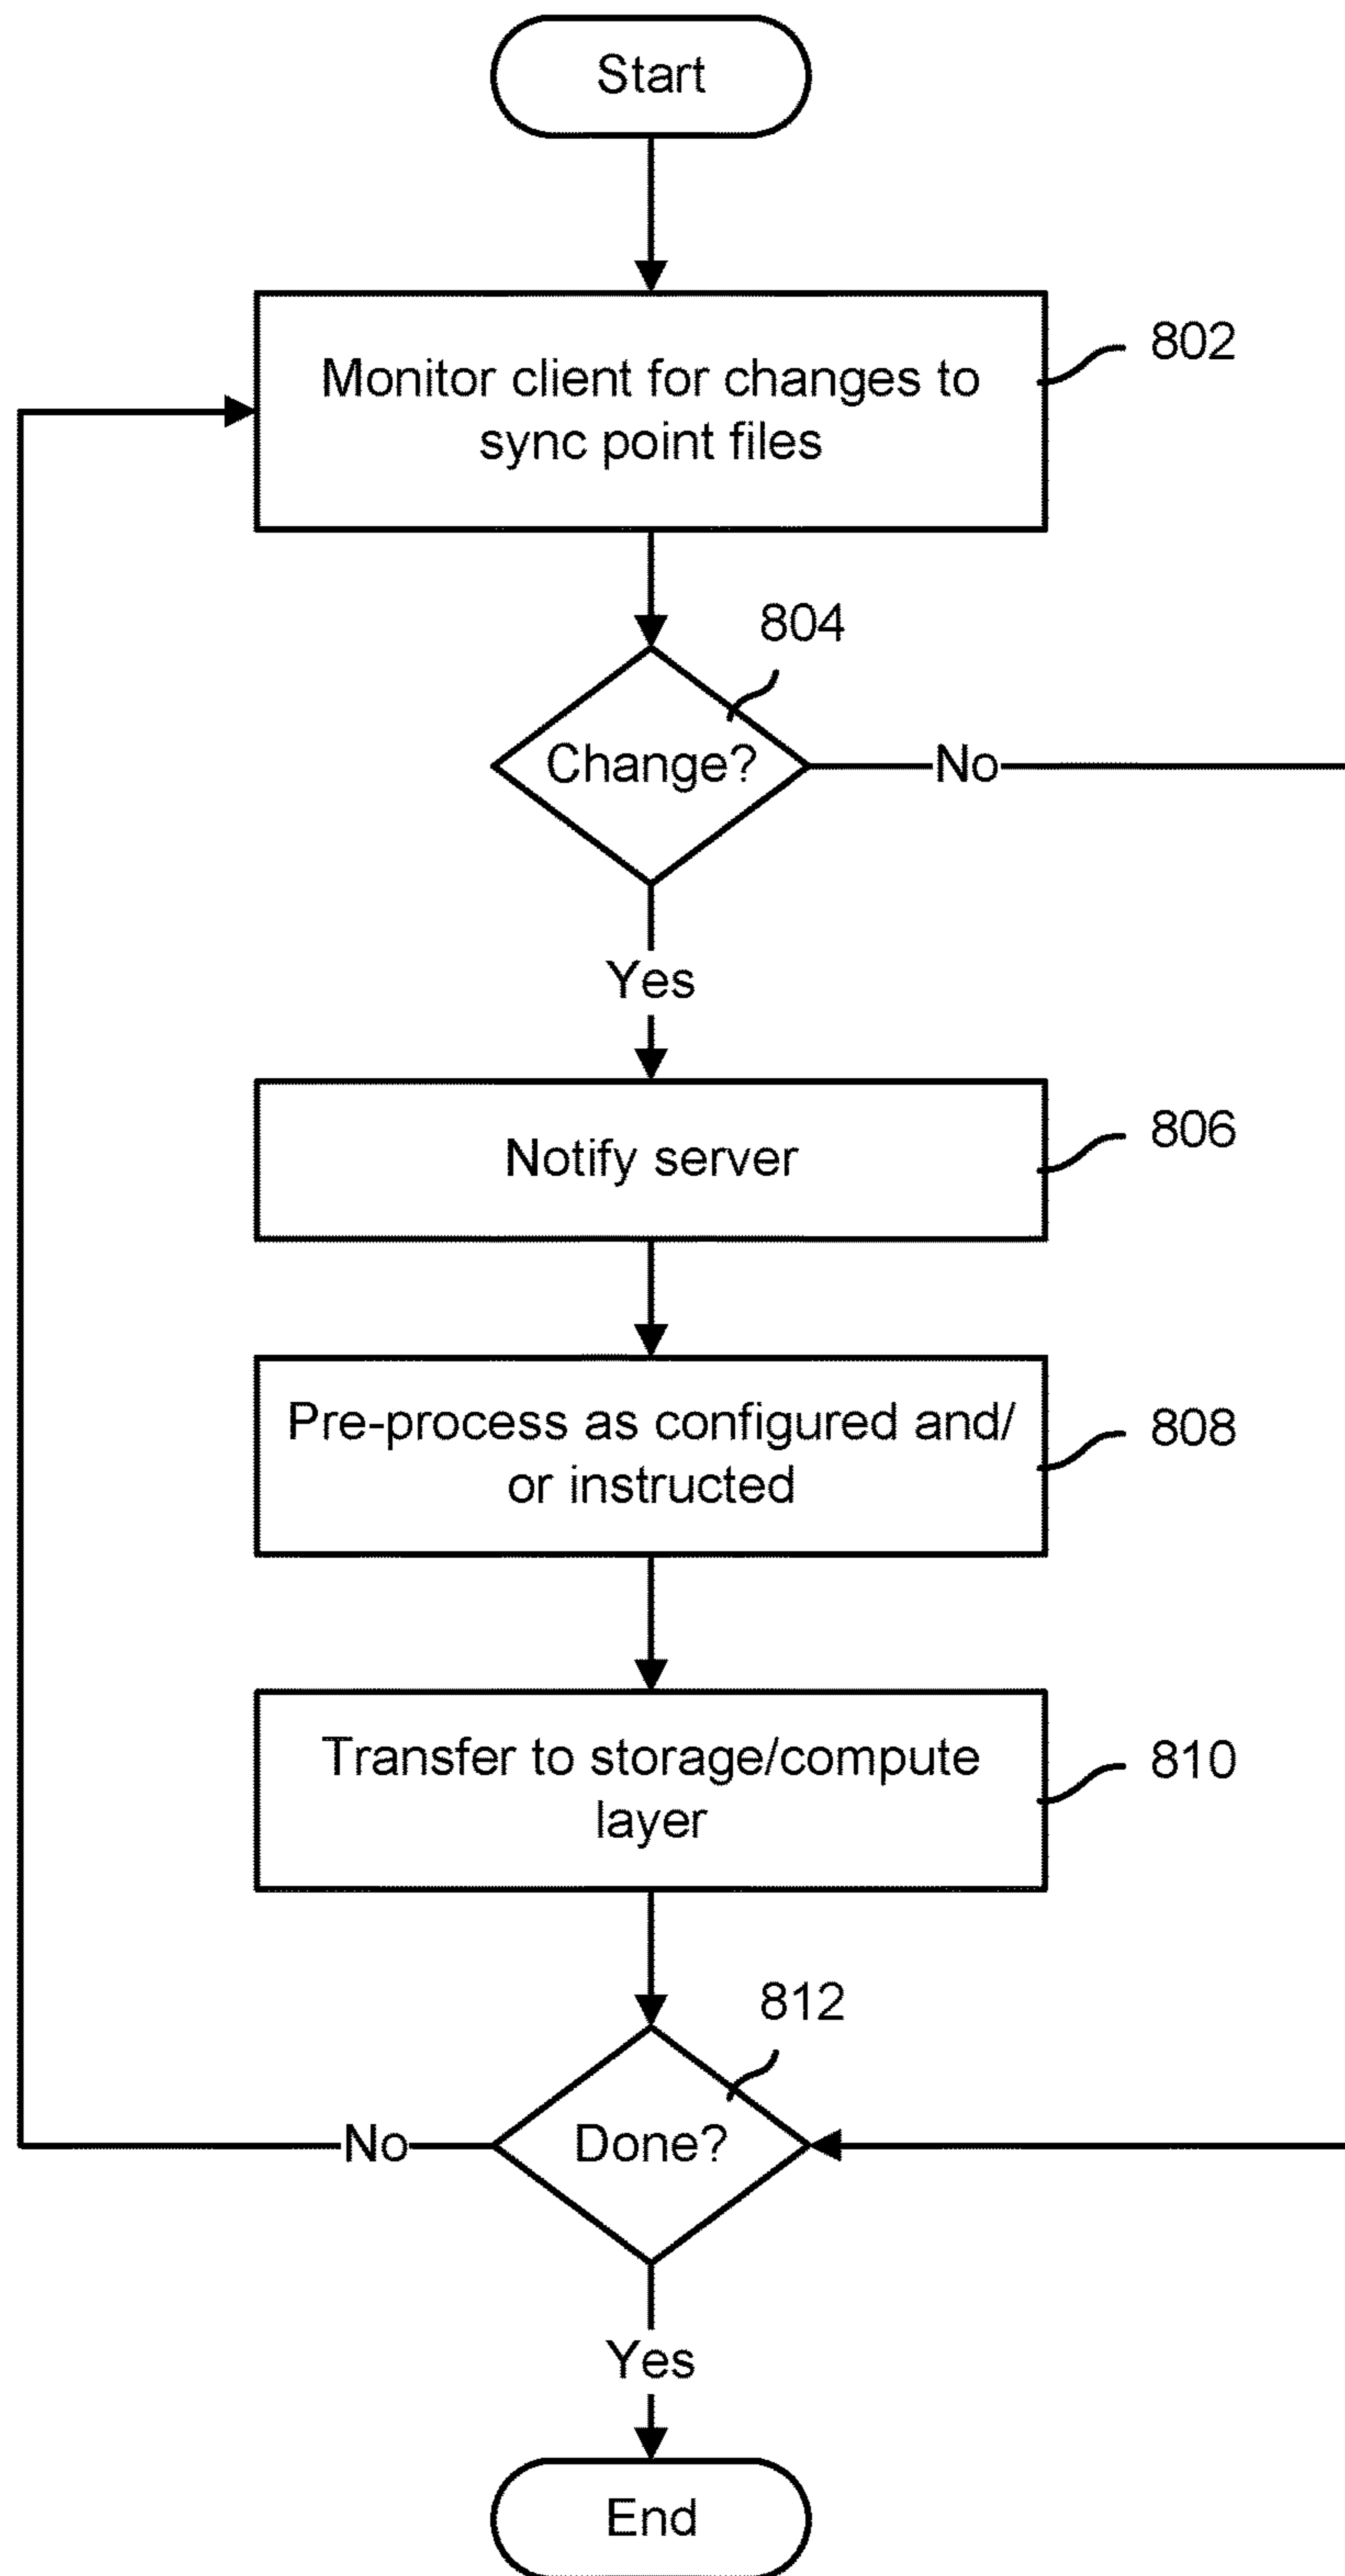 Start
Monitor client for changes to
sync point files
802
804
Change?
No
Yes
Notify server
806
Pre-process as configured and/
or instructed
808
Transfer to storage/compute
layer
810
812
No
Done?
Yes
End